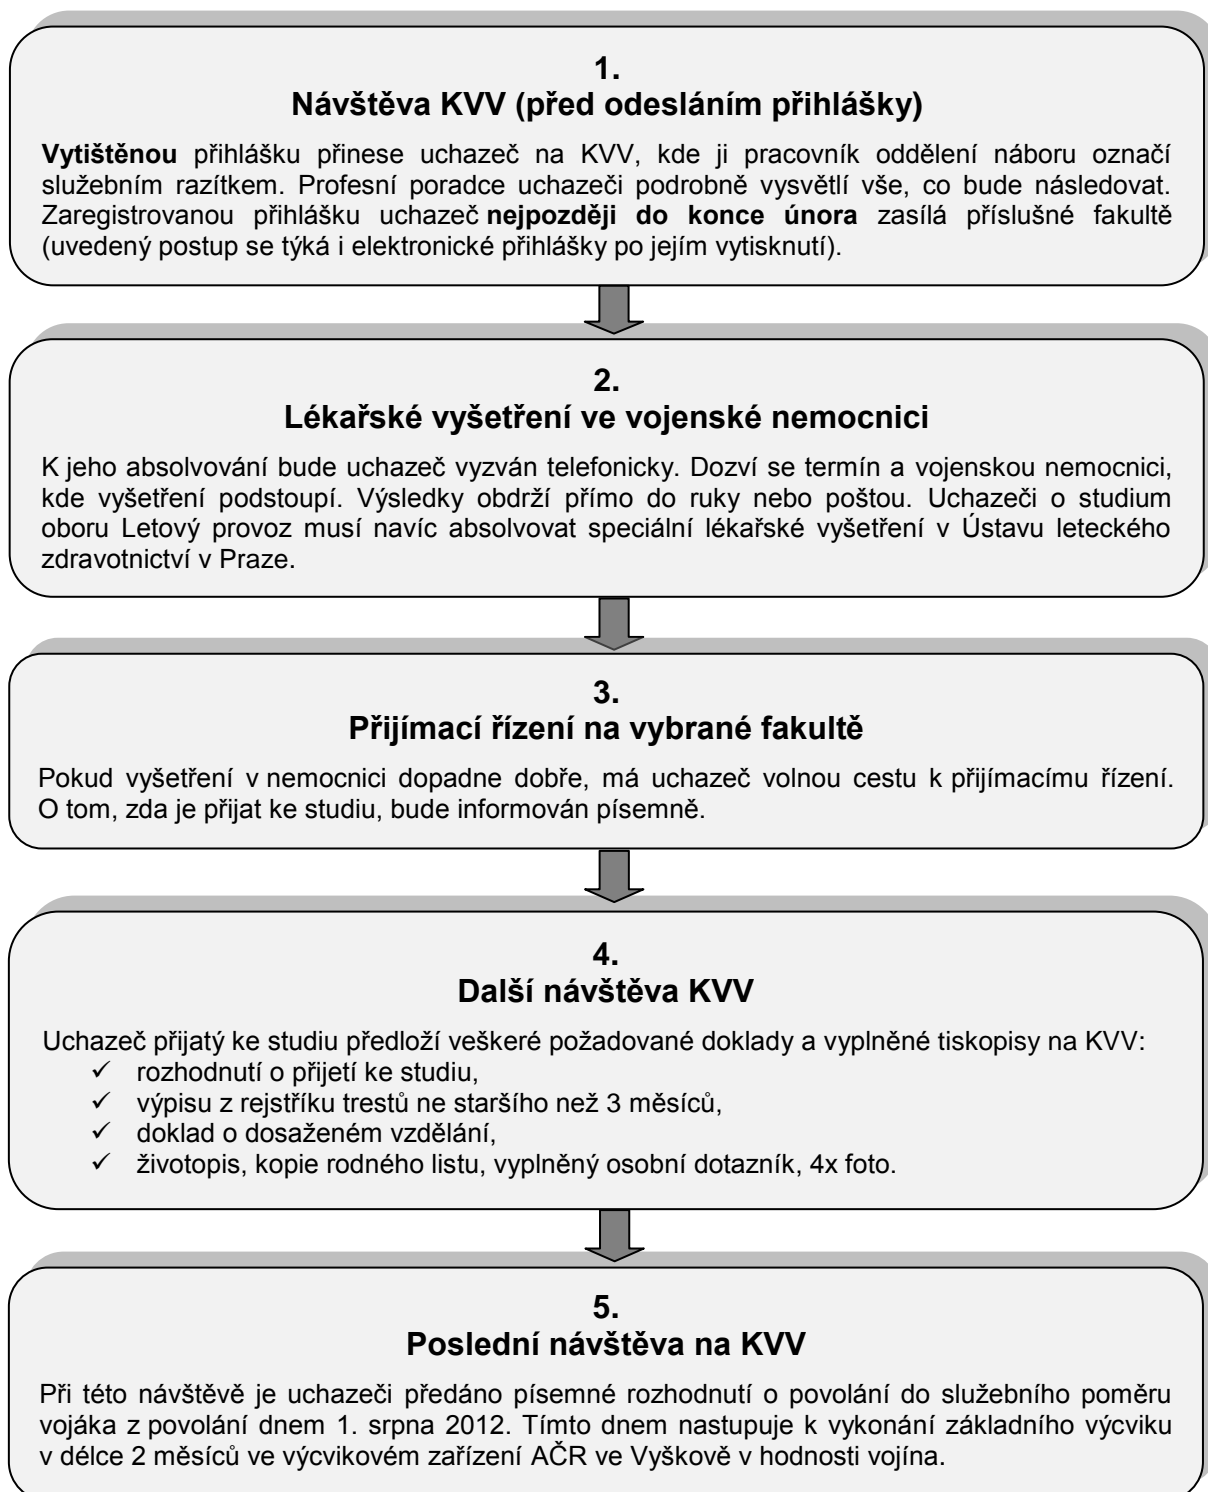 1.
Návštěva KVV (před odesláním přihlášky)
Vytištěnou přihlášku přinese uchazeč na KVV, kde ji pracovník oddělení náboru označí
služebním razítkem. Profesní poradce uchazeči podrobně vysvětlí vše, co bude následovat.
Zaregistrovanou přihlášku uchazeč nejpozději do konce února zasílá příslušné fakultě
(uvedený postup se týká i elektronické přihlášky po jejím vytisknutí).
2.
Lékařské vyšetření ve vojenské nemocnici
K jeho absolvování bude uchazeč vyzván telefonicky. Dozví se termín a vojenskou nemocnici,
kde vyšetření podstoupí. Výsledky obdrží přímo do ruky nebo poštou. Uchazeči o studium
oboru Letový provoz musí navíc absolvovat speciální lékařské vyšetření v Ústavu leteckého
zdravotnictví v Praze.
3.
Přijímací řízení na vybrané fakultě
Pokud vyšetření v nemocnici dopadne dobře, má uchazeč volnou cestu k přijímacímu řízení.
O tom, zda je přijat ke studiu, bude informován písemně.
4.
Další návštěva KVV
Uchazeč přijatý ke studiu předloží veškeré požadované doklady a vyplněné tiskopisy na KVV:
✓ rozhodnutí o přijetí ke studiu,
✓ výpisu z rejstříku trestů ne staršího než 3 měsíců,
✓ doklad o dosaženém vzdělání,
✓ životopis, kopie rodného listu, vyplněný osobní dotazník, 4x foto.
5.
Poslední návštěva na KVV
Při této návštěvě je uchazeči předáno písemné rozhodnutí o povolání do služebního poměru
vojáka z povolání dnem 1. srpna 2012. Tímto dnem nastupuje k vykonání základního výcviku
v délce 2 měsíců ve výcvikovém zařízení AČR ve Vyškově v hodnosti vojína.